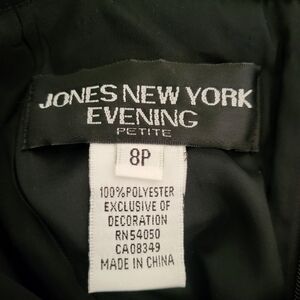 JONES NEW YORK
EVENING
PETITE
8P
100% POLYESTER
EXCLUSIVE OF
DECORATION
RN54050
CA08349
MADE IN CHINA